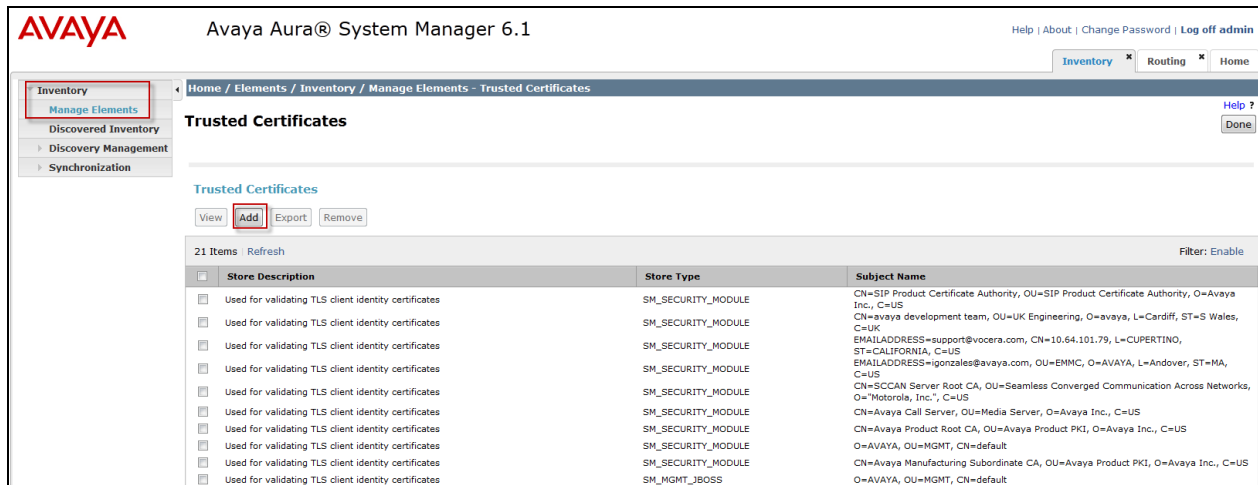 AVAYA
Avaya Aura® System Manager 6.1
Help | About | Change Password | Log off admin
Inventory × Routing × Home
Inventory
Manage Elements
Discovered Inventory
Discovery Management
Synchronization
Home / Elements / Inventory / Manage Elements - Trusted Certificates
Help ?
Trusted Certificates
Done
Trusted Certificates
View Add Export Remove
21 Items | Refresh Filter: Enable
Store Description Store Type Subject Name
Used for validating TLS client identity certificates SM_SECURITY_MODULE CN=SIP Product Certificate Authority, OU=SIP Product Certificate Authority, O=Avaya
Inc., C=US
Used for validating TLS client identity certificates SM_SECURITY_MODULE CN=avaya development team, OU=UK Engineering, O=avaya, L=Cardiff, ST=S Wales,
C=UK
Used for validating TLS client identity certificates SM_SECURITY_MODULE EMAILADDRESS=support@vocera.com, CN=10.64.101.79, L=CUPERTINO,
ST=CALIFORNIA, C=US
Used for validating TLS client identity certificates SM_SECURITY_MODULE EMAILADDRESS=igonzales@avaya.com, OU=EMMC, O=AVAYA, L=Andover, ST=MA,
C=US
Used for validating TLS client identity certificates SM_SECURITY_MODULE CN=SCCAN Server Root CA, OU=Seamless Converged Communication Across Networks,
O="Motorola, Inc.", C=US
Used for validating TLS client identity certificates SM_SECURITY_MODULE CN=Avaya Call Server, OU=Media Server, O=Avaya Inc., C=US
Used for validating TLS client identity certificates SM_SECURITY_MODULE CN=Avaya Product Root CA, OU=Avaya Product PKI, O=Avaya Inc., C=US
Used for validating TLS client identity certificates SM_SECURITY_MODULE O=AVAYA, OU=MGMT, CN=default
Used for validating TLS client identity certificates SM_SECURITY_MODULE CN=Avaya Manufacturing Subordinate CA, OU=Avaya Product PKI, O=Avaya Inc., C=US
Used for validating TLS client identity certificates SM_MGMT_JBOSS O=AVAYA, OU=MGMT, CN=default